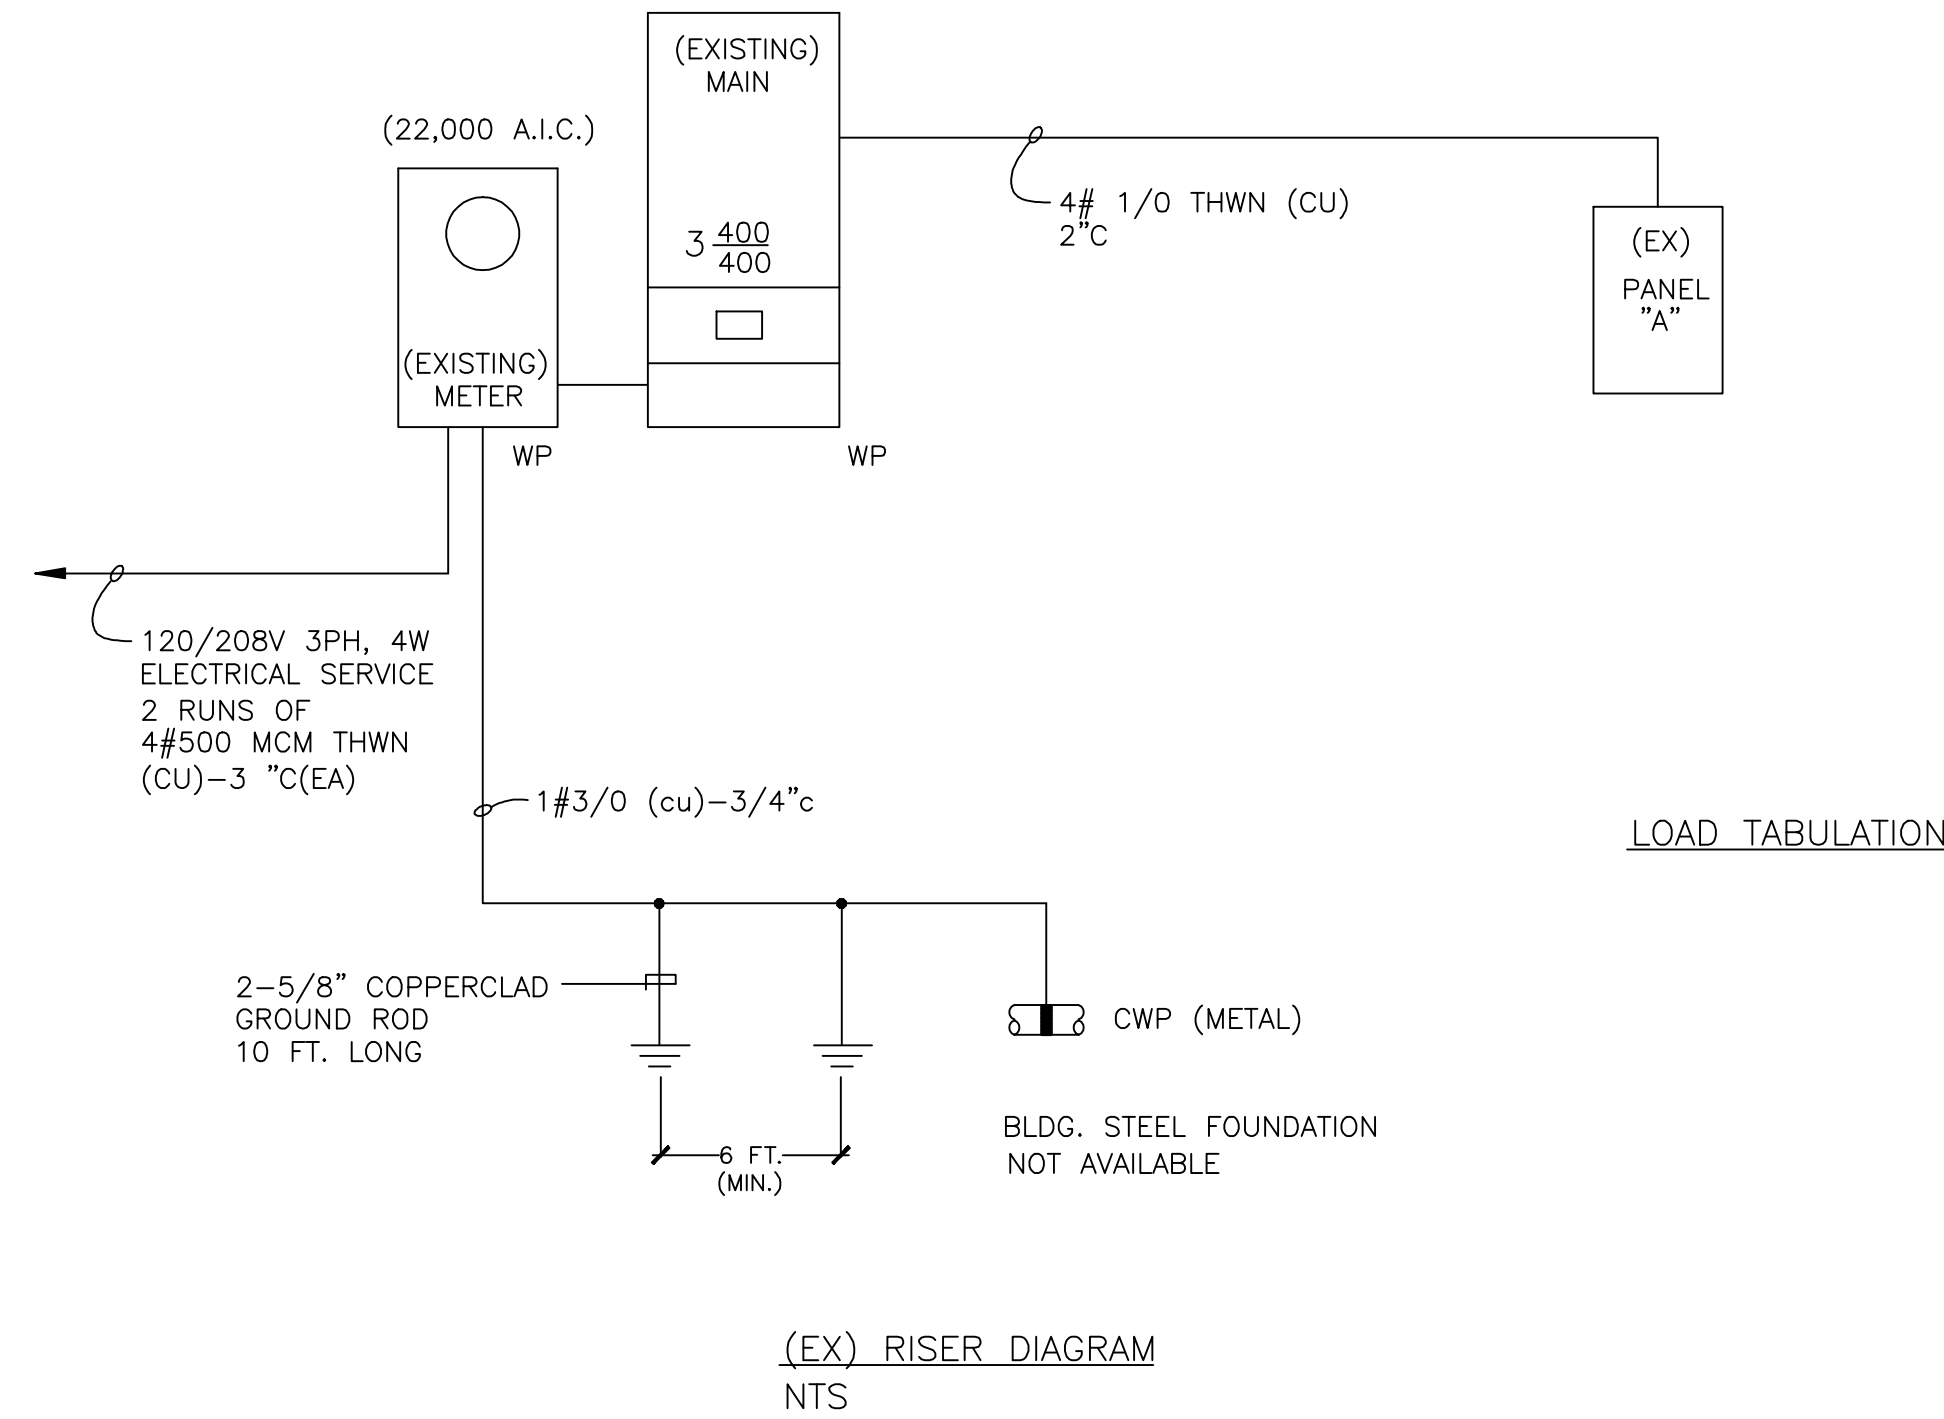 (EXISTING)
MAIN
(22,000 A.I.C.)
3 400
400
(EXISTING)
METER
WP
WP
4# 1/0 THWN (CU)
2"C
(EX)
PANEL
"A"
120/208V 3PH, 4W
ELECTRICAL SERVICE
2 RUNS OF
4#500 MCM THWN
(CU)-3 "C(EA)
1#3/0 (cu)-3/4"c
LOAD TABULATION
2-5/8" COPPERCLAD
GROUND ROD
10 FT. LONG
CWP (METAL)
BLDG. STEEL FOUNDATION
NOT AVAILABLE
6 FT.
(MIN.)
(EX) RISER DIAGRAM
NTS